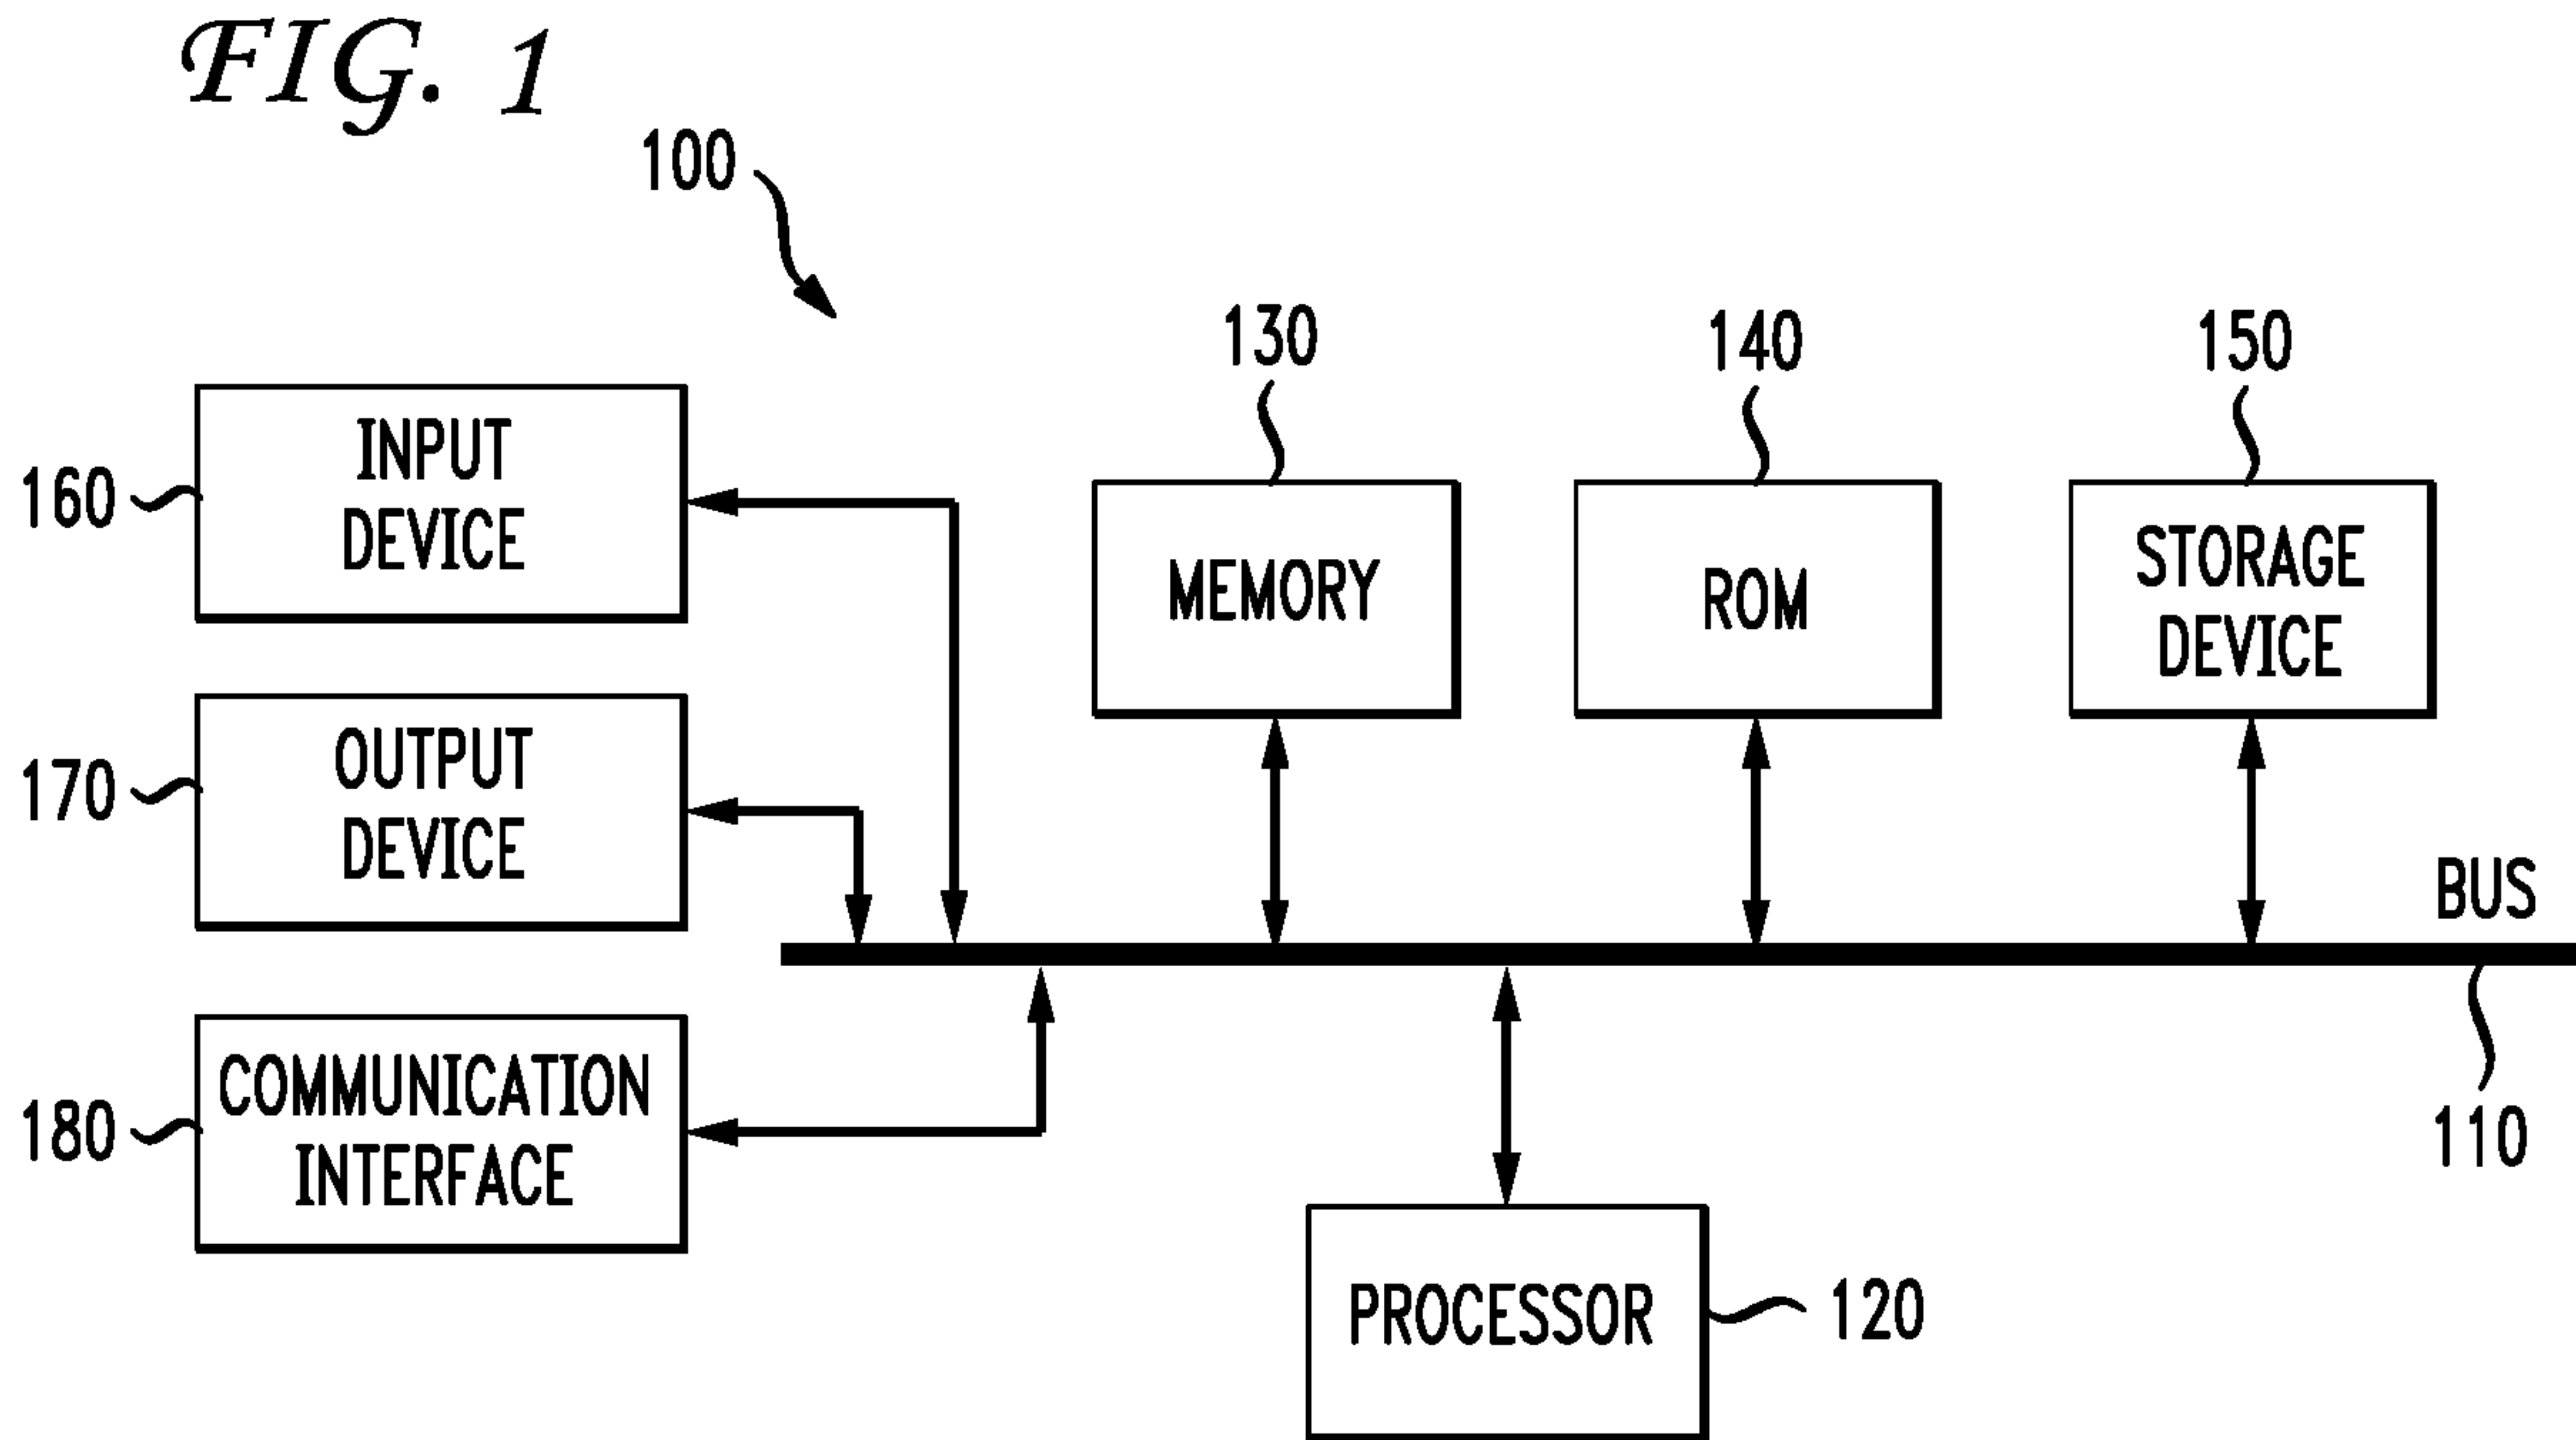 FIG. 1
100
130
140
150
160
INPUT
DEVICE
MEMORY
ROM
STORAGE
DEVICE
170
OUTPUT
DEVICE
BUS
180
COMMUNICATION
INTERFACE
110
PROCESSOR
120